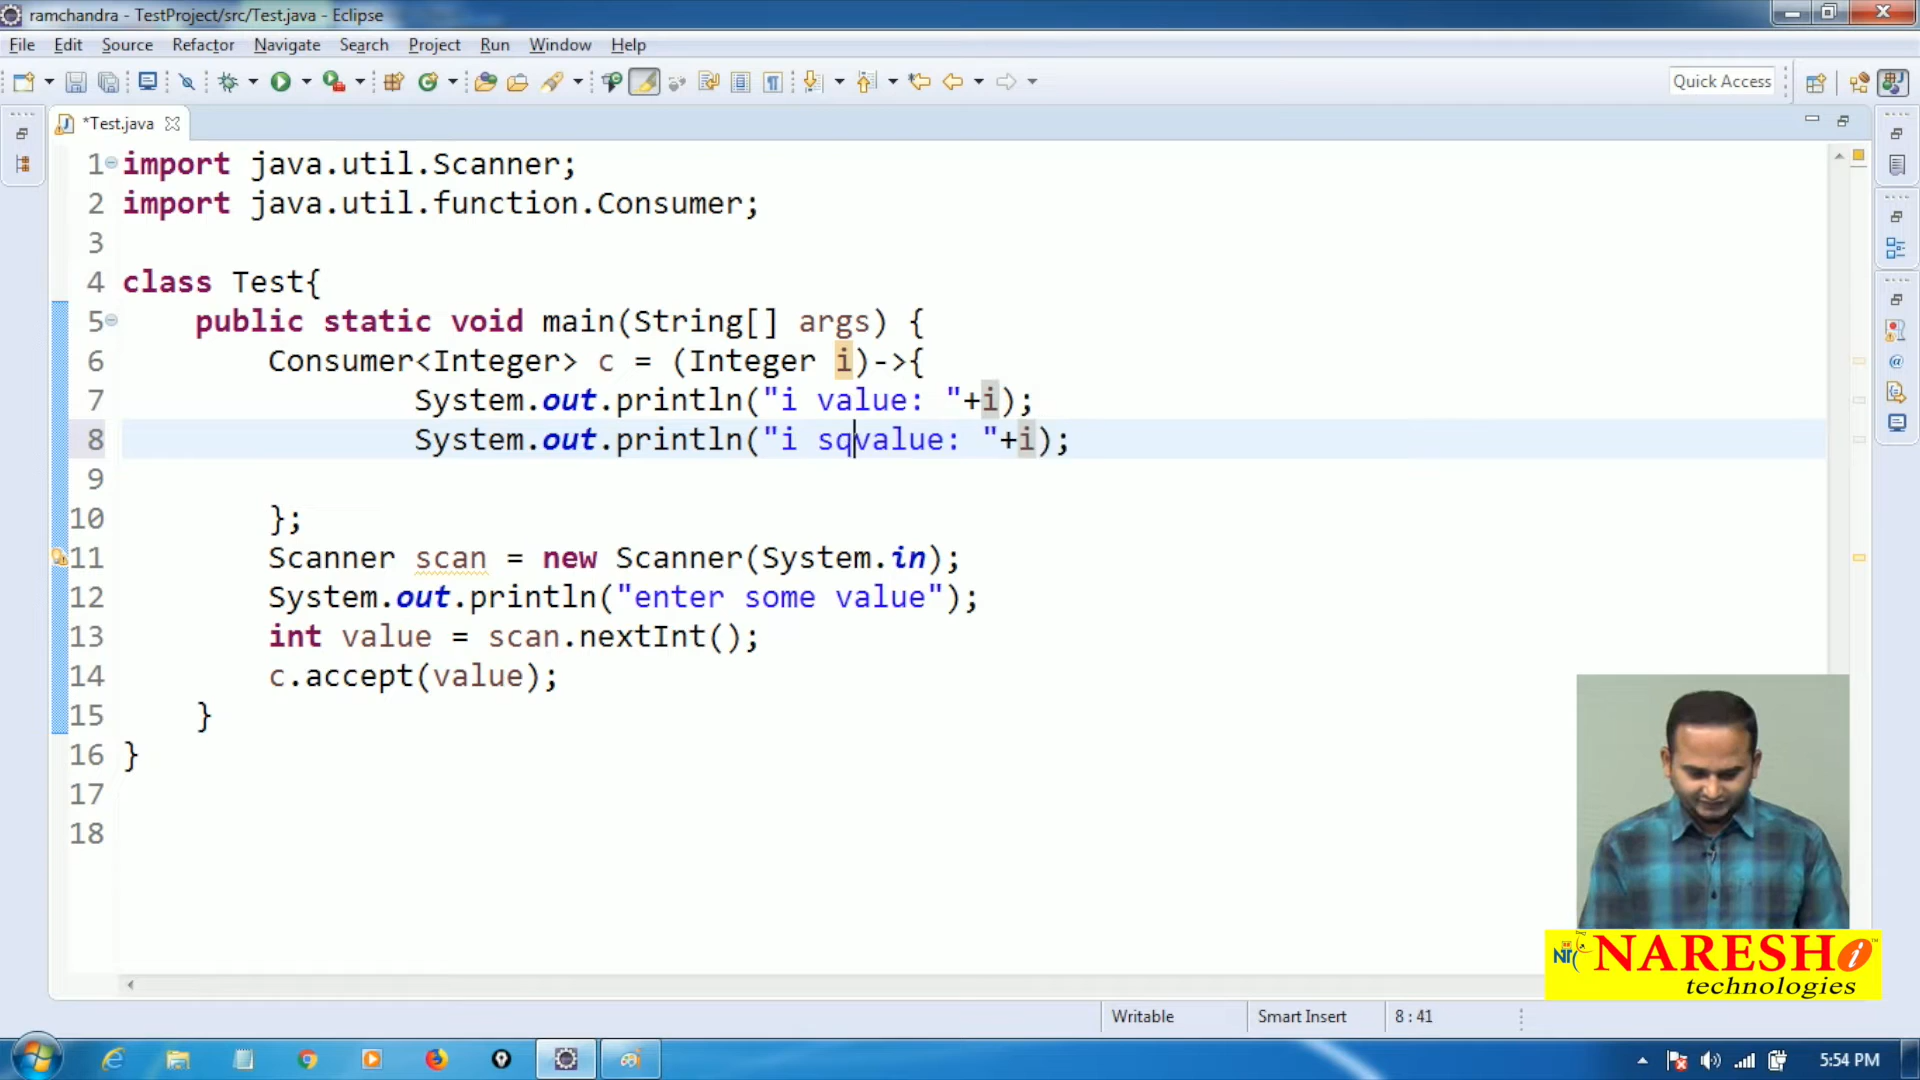 ramchandra - TestProject/src/Test.java - Eclipse
File Edit Source Refactor Navigate Search Project Run Window Help
Quick Access
*Test.java
1 import java.util.Scanner;
2 import java.util.function.Consumer;
3
4 class Test{
5 public static void main(String[] args) {
6 Consumer<Integer> c = (Integer i)->{
7 System.out.println("i value: "+i);
8 System.out.println("i sqvalue: "+i);
9
10 };
11 Scanner scan = new Scanner(System.in);
12 System.out.println("enter some value");
13 int value = scan.nextInt();
14 c.accept(value);
15 }
16 }
17
18
NARESH i
technologies
Writable Smart Insert 8 : 41
5:54 PM